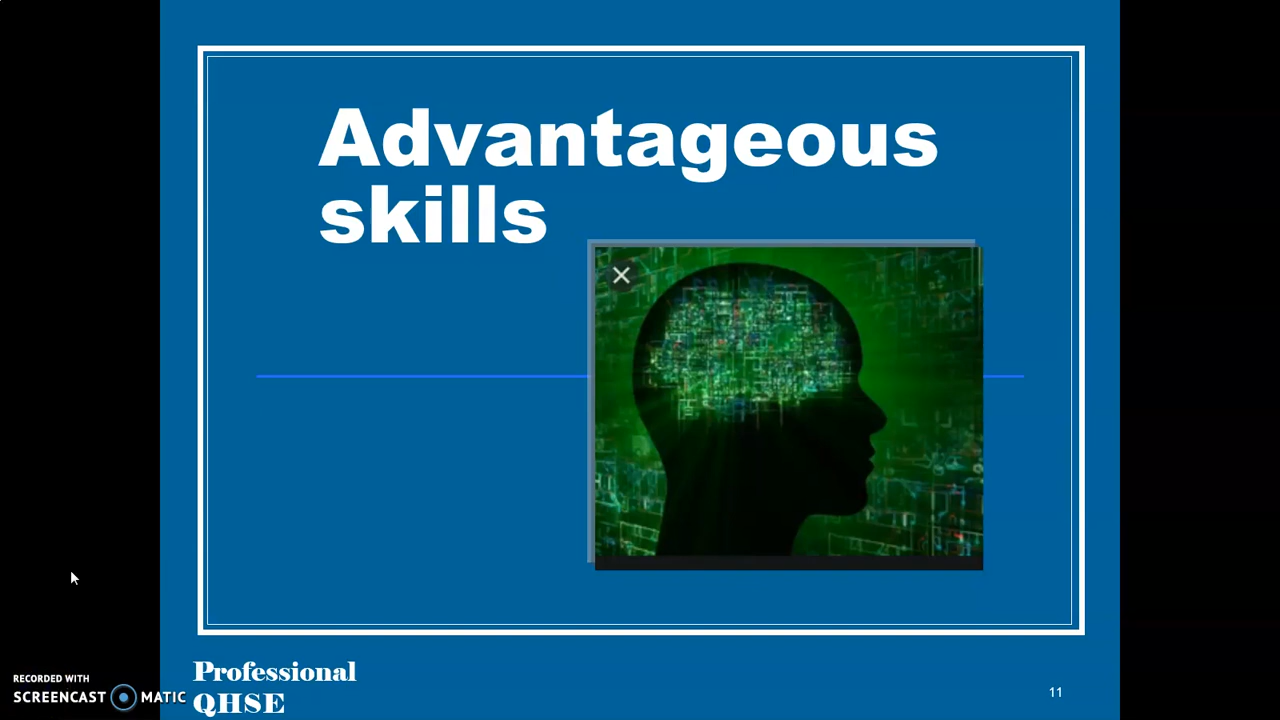 Advantageous
skills
Professional
QHSE
11
RECORDED WITH
SCREENCAST MATIC